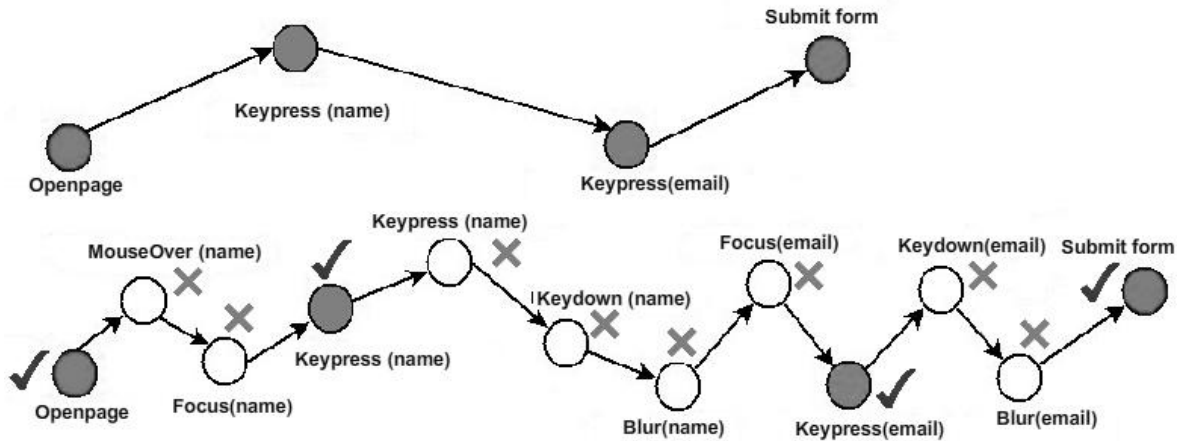 Submit form
Keypress (name)
Openpage
Keypress(email)
Keypress (name)
MouseOver (name)
Focus(email)
Keydown(email)
Submit form
Keydown (name)
Keypress (name)
Openpage
Focus(name)
Blur(name)
Keypress(email)
Blur(email)